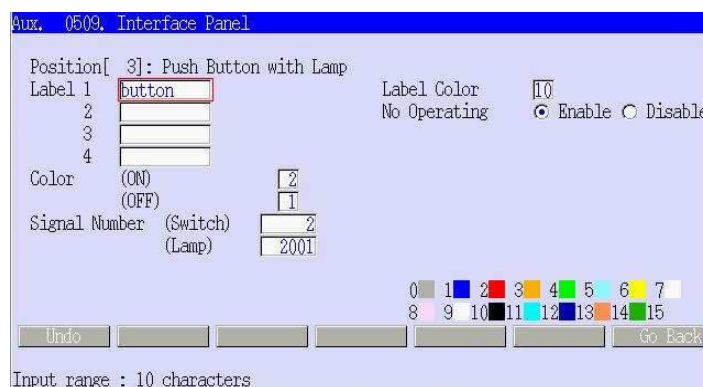 Aux. 0509. Interface Panel
Position[ 3]: Push Button with Lamp
Label 1 button Label Color 10
2 No Operating Enable Disable
3
4
Color (ON) 2
(OFF) 1
Signal Number (Switch) 2
(Lamp) 2001
0 1 2 3 4 5 6 7
8 9 10 11 12 13 14 15
Undo Go Back
Input range : 10 characters